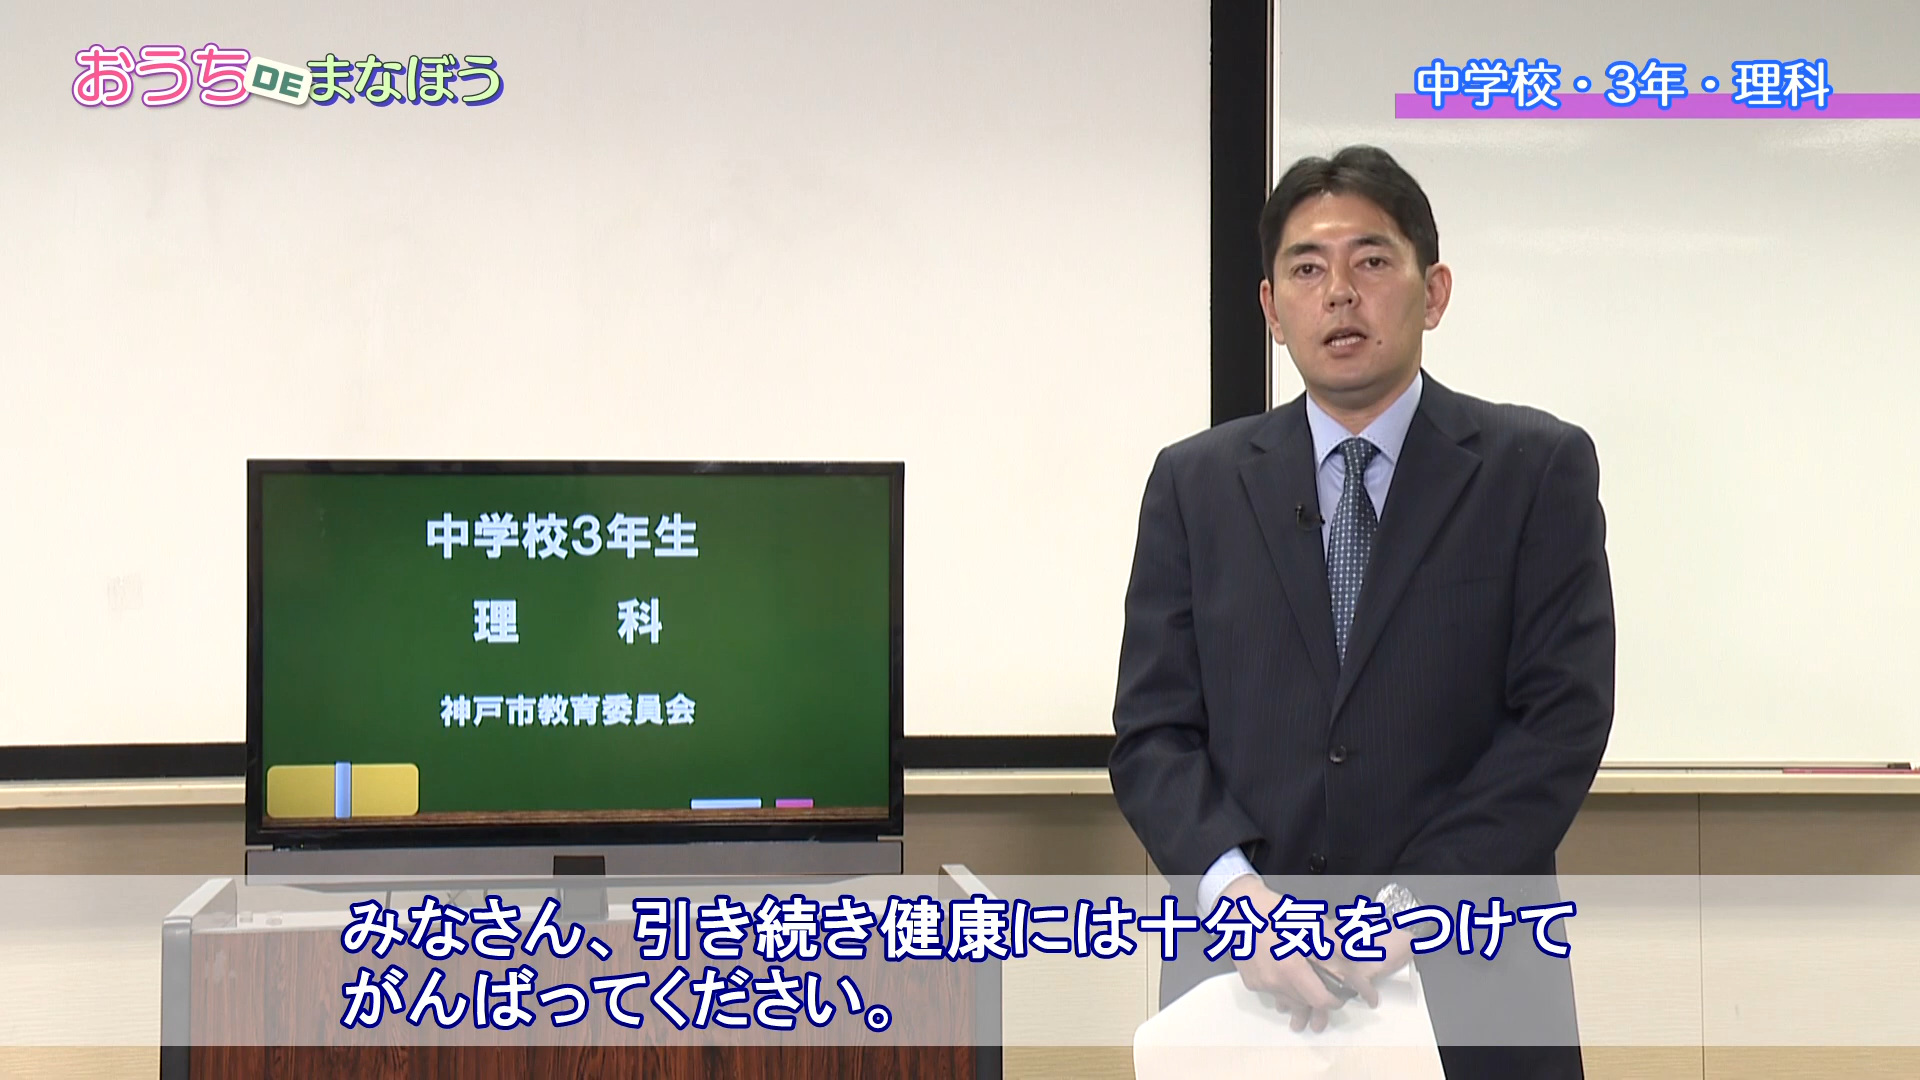 おうちDEまなぼう
中学校・3年・理科
中学校3年生
理　科
神戸市教育委員会
みなさん、引き続き健康には十分気をつけて
がんばってください。